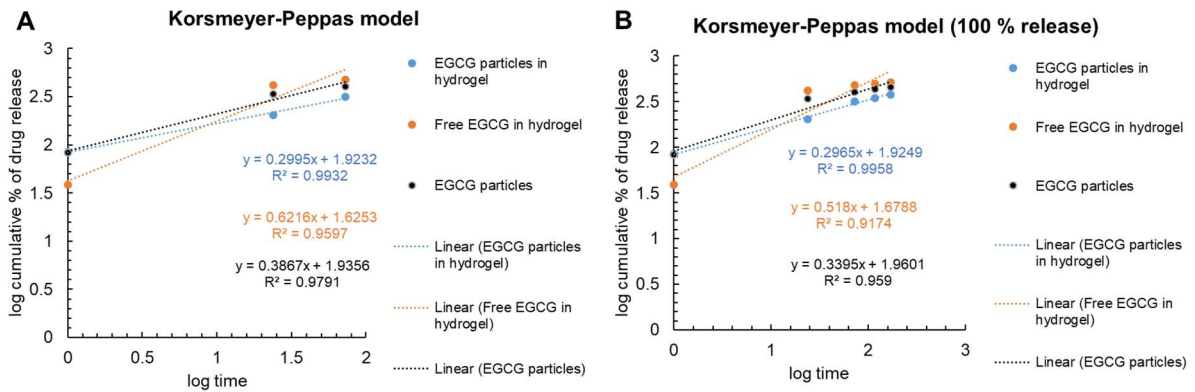 A
Korsmeyer-Peppas model
log cumulative % of drug release
3
2.5
2
1.5
1
0.5
0
0
0.5
1
1.5
2
log time
y = 0.2995x + 1.9232
R² = 0.9932
y = 0.6216x + 1.6253
R² = 0.9597
y = 0.3867x + 1.9356
R² = 0.9791
EGCG particles in
hydrogel
Free EGCG in hydrogel
EGCG particles
Linear (EGCG particles
in hydrogel)
Linear (Free EGCG in
hydrogel)
Linear (EGCG particles)
B
Korsmeyer-Peppas model (100 % release)
log cumulative % of drug release
3
2.5
2
1.5
1
0.5
0
0
1
2
3
log time
y = 0.2965x + 1.9249
R² = 0.9958
y = 0.518x + 1.6788
R² = 0.9174
y = 0.3395x + 1.9601
R² = 0.959
EGCG particles in
hydrogel
Free EGCG in hydrogel
EGCG particles
Linear (EGCG particles
in hydrogel)
Linear (Free EGCG in
hydrogel)
Linear (EGCG particles)